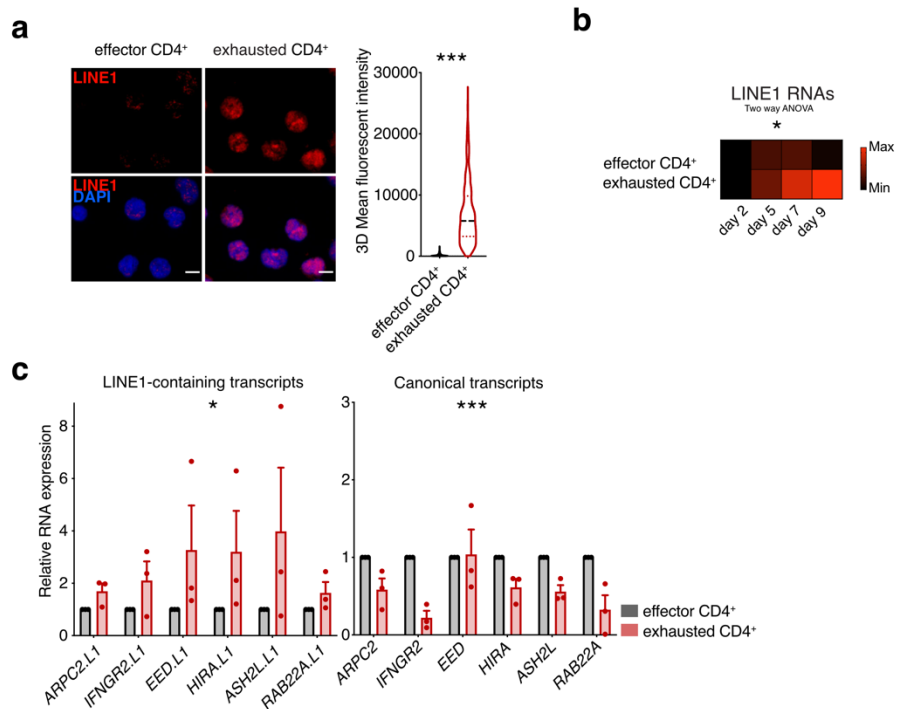 a
effector CD4⁺ exhausted CD4⁺
LINE1 LINE1
LINE1 LINE1
DAPI DAPI
***
3D Mean fluorescent intensity
30000
20000
10000
0
effector CD4⁺
exhausted CD4⁺
b
LINE1 RNAs
Two way ANOVA
*
effector CD4⁺
exhausted CD4⁺
day 2
day 5
day 7
day 9
Max
Min
c
LINE1-containing transcripts
*
Relative RNA expression
8
6
4
2
0
ARPC2.L1
IFNGR2.L1
EED.L1
HIRA.L1
ASH2L.L1
RAB22A.L1
Canonical transcripts
***
3
2
1
0
ARPC2
IFNGR2
EED
HIRA
ASH2L
RAB22A
effector CD4⁺
exhausted CD4⁺